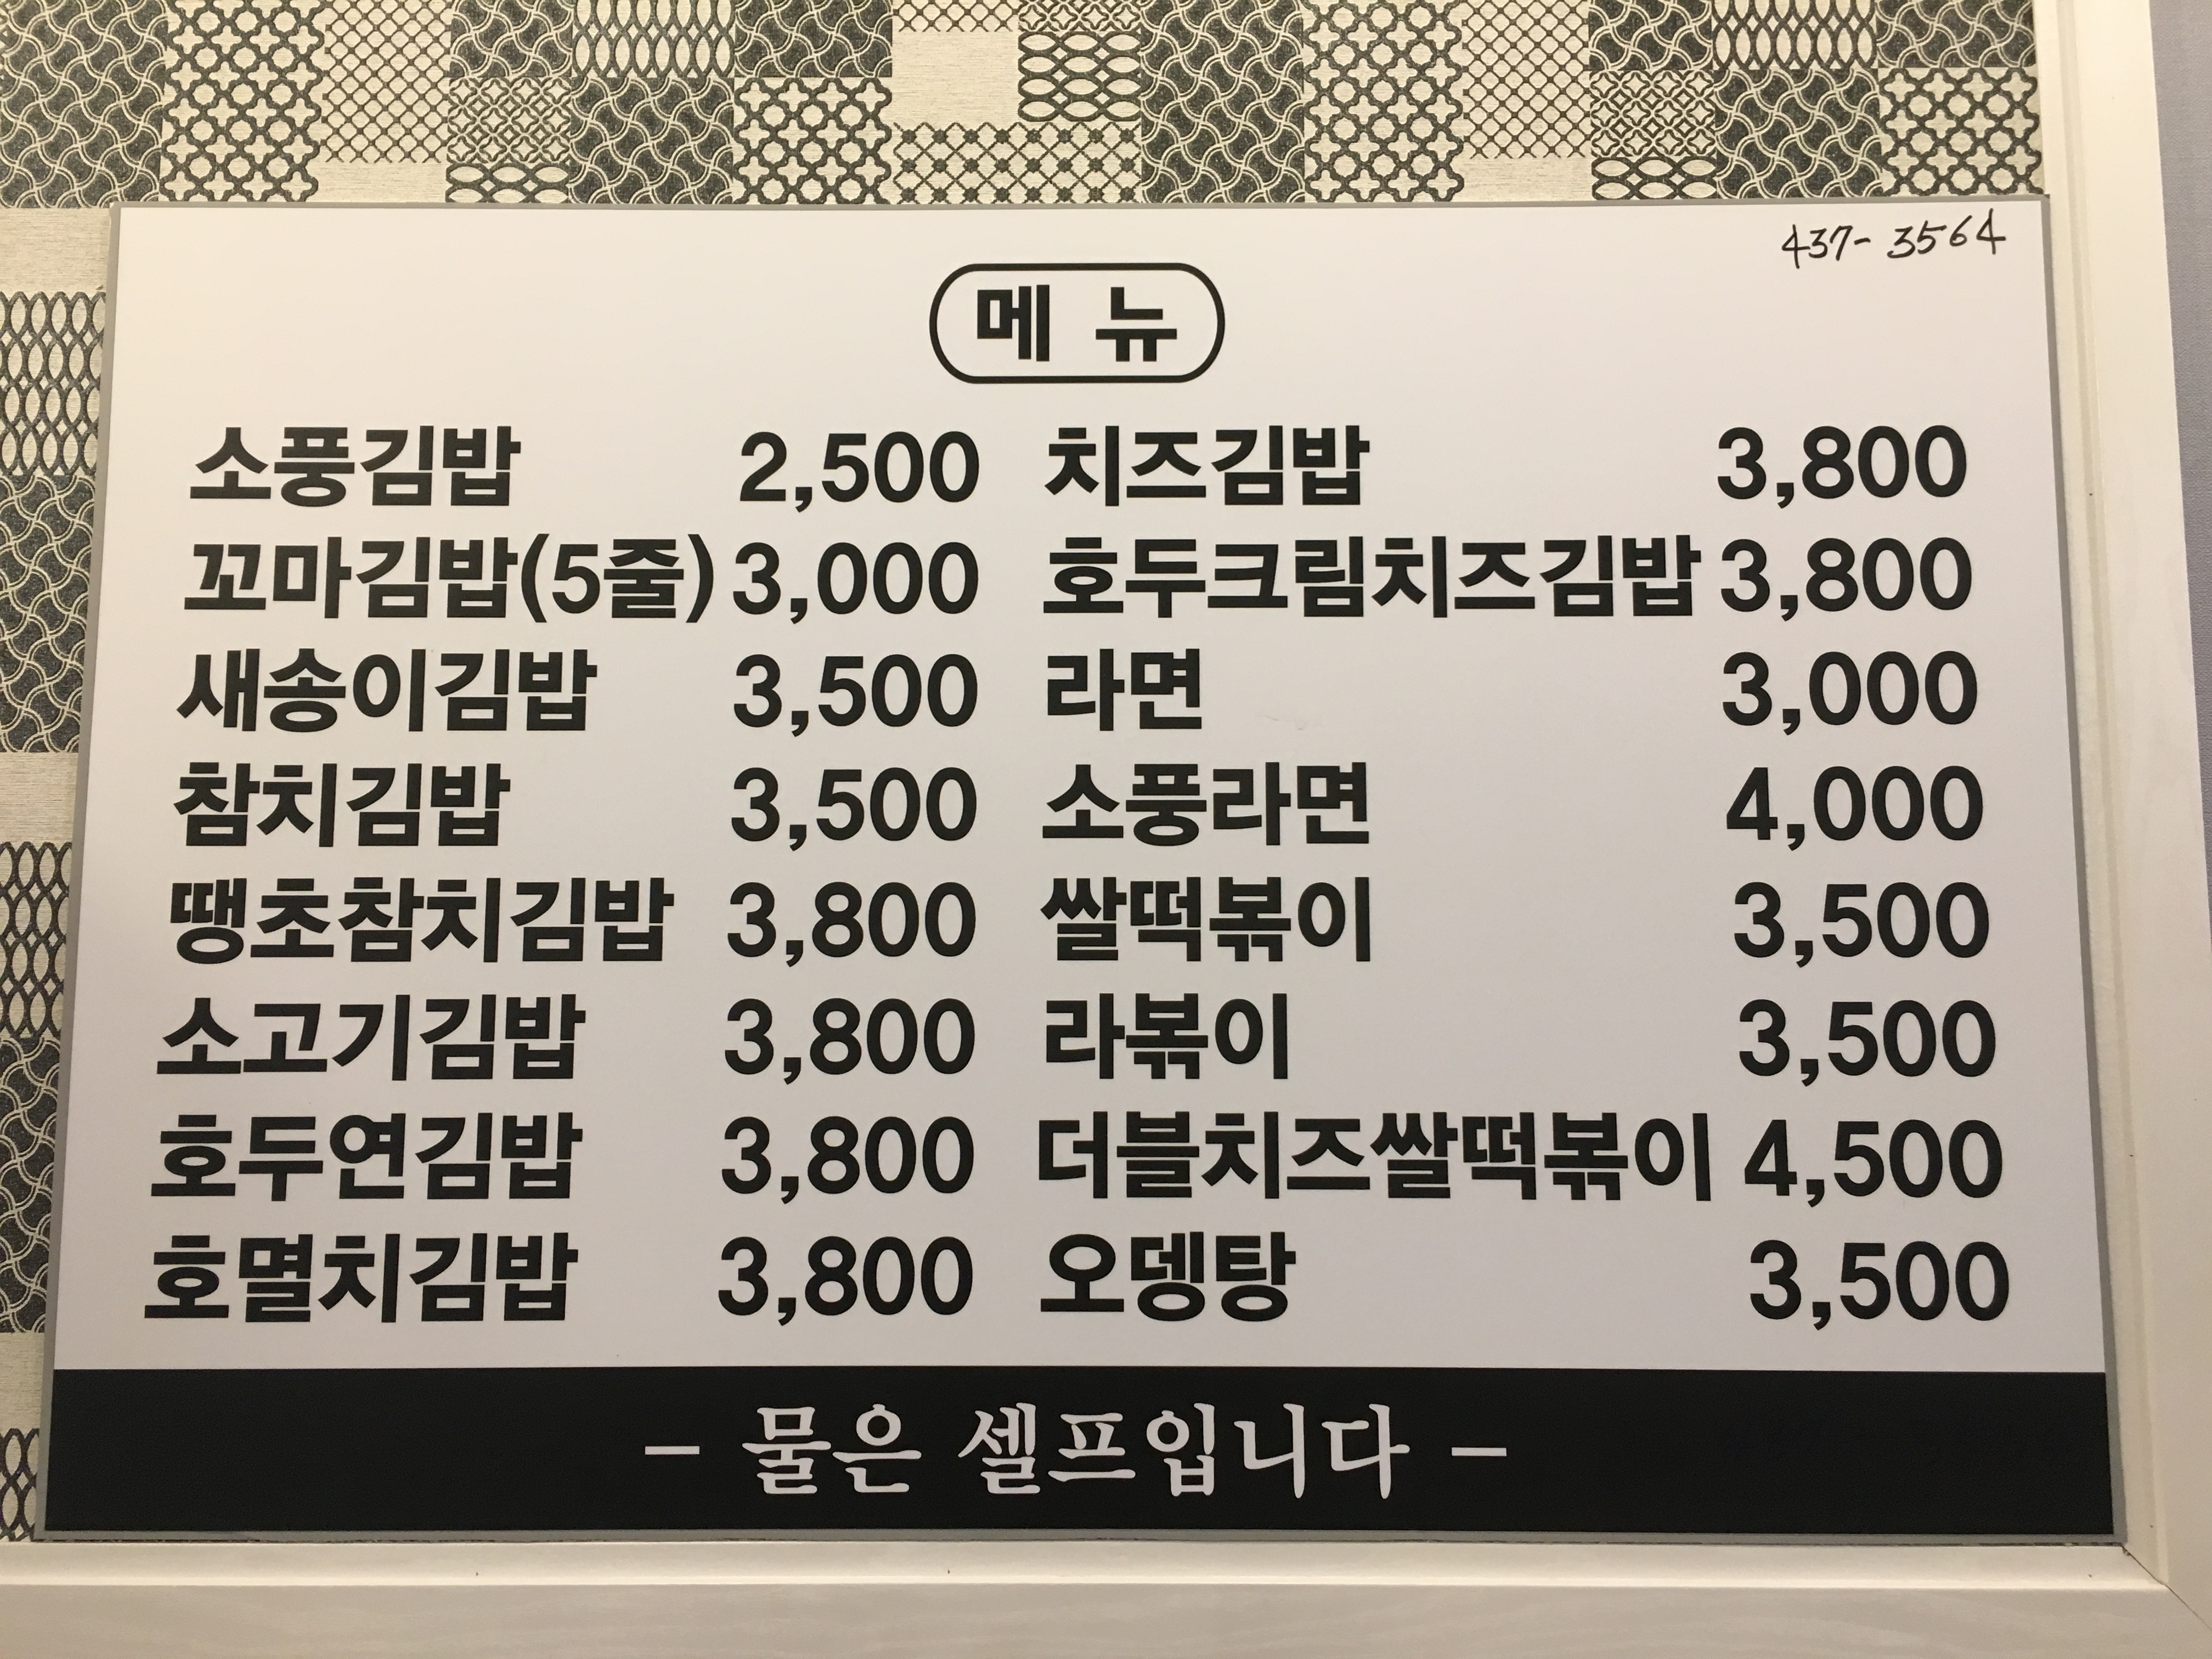 437-3564
메뉴
소풍김밥 2,500
꼬마김밥(5줄) 3,000
새송이김밥 3,500
참치김밥 3,500
땡초참치김밥 3,800
소고기김밥 3,800
호두연김밥 3,800
호멸치김밥 3,800
치즈김밥 3,800
호두크림치즈김밥 3,800
라면 3,000
소풍라면 4,000
쌀떡볶이 3,500
라볶이 3,500
더블치즈쌀떡볶이 4,500
오뎅탕 3,500
- 물은 셀프입니다 -